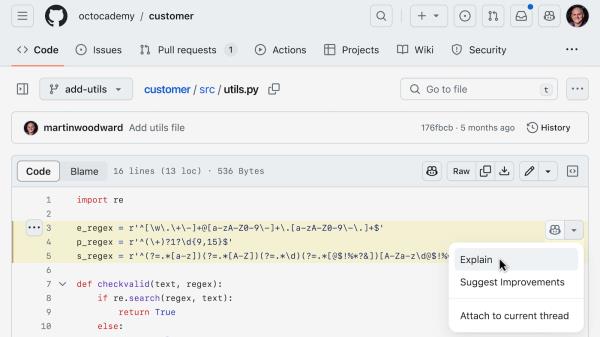 octocademy / customer
Code Issues Pull requests 1 Actions Projects Wiki Security
add-utils customer / src / utils.py Go to file t
martinwoodward Add utils file 176fbcb · 5 months ago History
Code Blame 16 lines (13 loc) · 536 Bytes Raw
1 import re
2
3 e_regex = r'^[\w\.\+\-]+@[a-zA-Z0-9\-]+\.[a-zA-Z0-9\-\.]+$'
4 p_regex = r'^(\+)?1?\d{9,15}$'
5 s_regex = r'^(?=.*[a-z])(?=.*[A-Z])(?=.*\d)(?=.*[@$!%*?&])[A-Za-z\d@$!%
6
7 def checkvalid(text, regex):
8 if re.search(regex, text):
9 return True
10 else:
Explain
Suggest Improvements
Attach to current thread